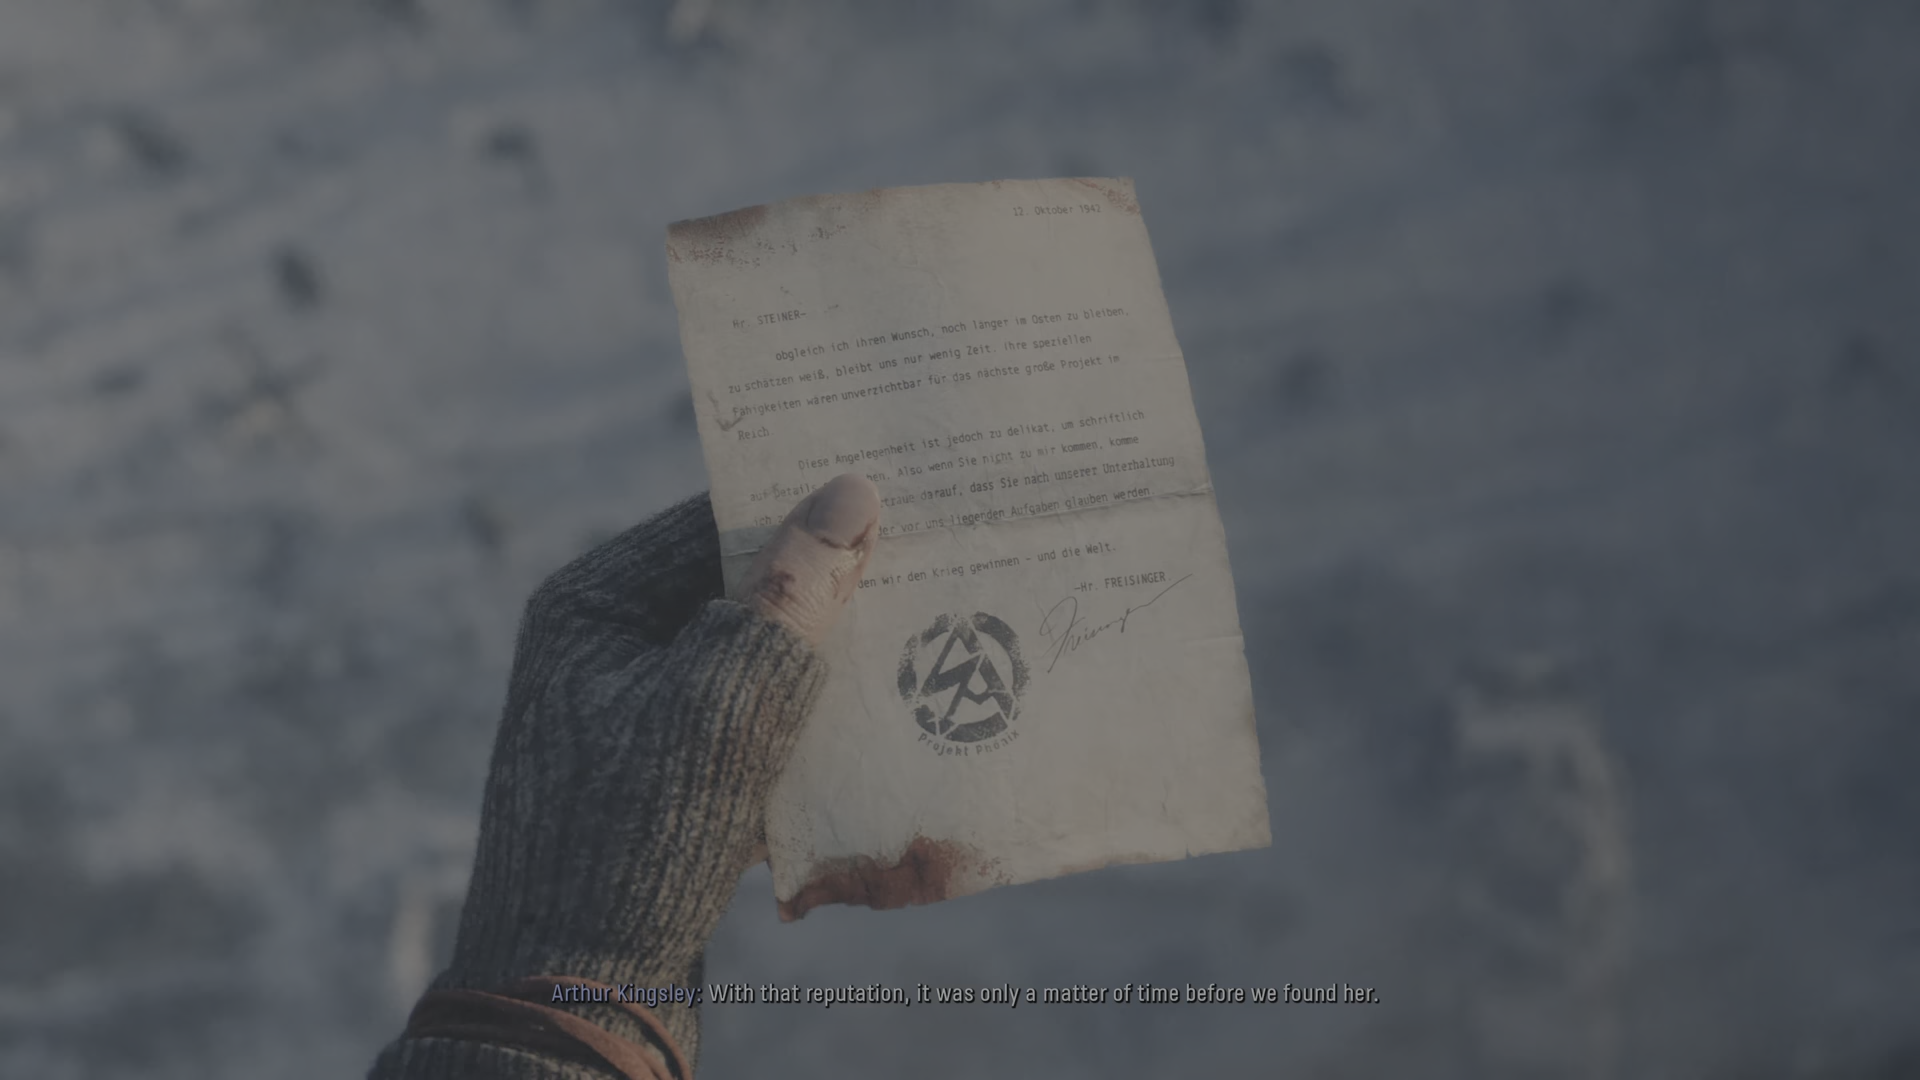 12. Oktober 1942
Hr. STEINER-
obgleich ich Ihren Wunsch, noch länger im Osten zu bleiben,
zu schätzen weiß, bleibt uns nur wenig Zeit. Ihre speziellen
Fähigkeiten wären unverzichtbar für das nächste große Projekt im
Reich.
Diese Angelegenheit ist jedoch zu delikat, um schriftlich
auf Details Also wenn Sie nicht zu mir kommen, komme
ich darauf, dass Sie nach unserer Unterhaltung
vor uns liegenden Aufgaben glauben werden.
wir den Krieg gewinnen - und die Welt.
-Hr. FREISINGER
Freisinger
Projekt Phönix
Arthur Kingsley: With that reputation, it was only a matter of time before we found her.